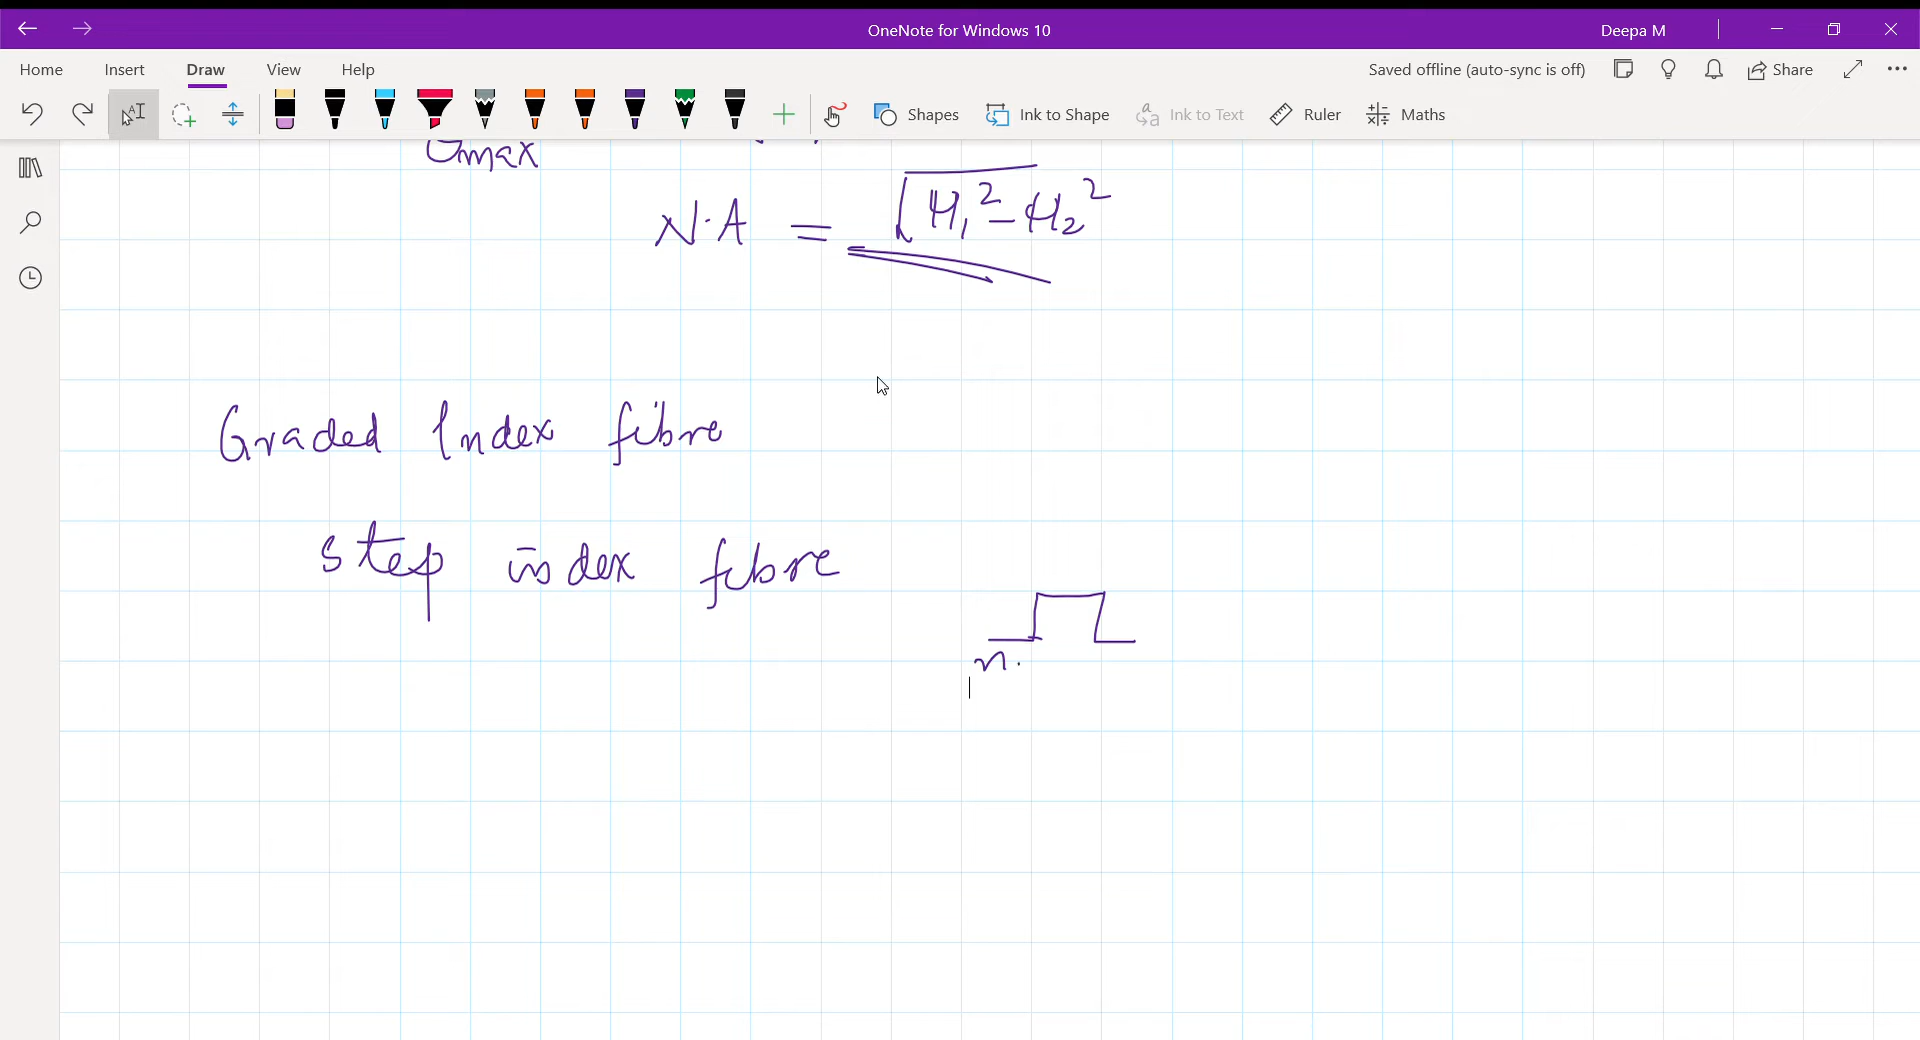 OneNote for Windows 10
Deepa M
Home Insert Draw View Help
Saved offline (auto-sync is off) Share
Shapes Ink to Shape Ink to Text Ruler Maths
θmax
N.A = √μ₁² - μ₂²
Graded Index fibre
step index fibre
n.